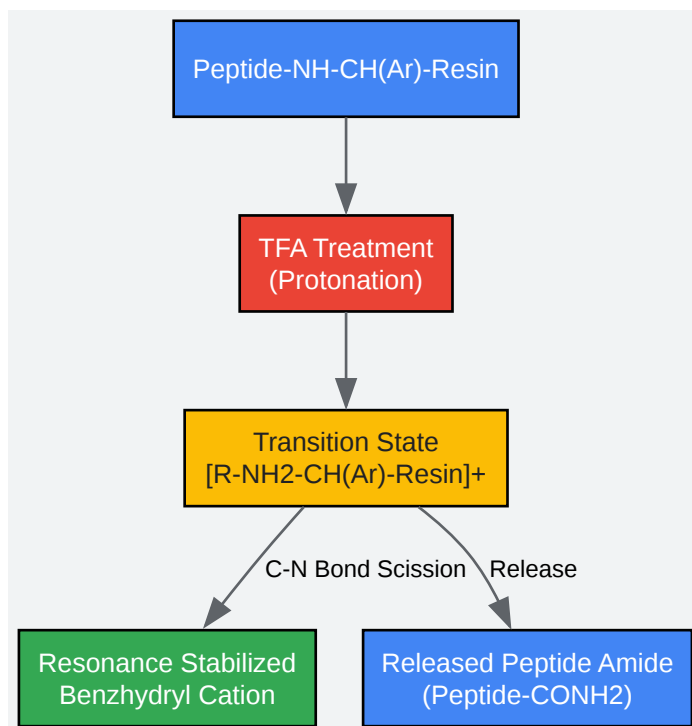 Peptide-NH-CH(Ar)-Resin
TFA Treatment
(Protonation)
Transition State
[R-NH2-CH(Ar)-Resin]+
C-N Bond Scission
Release
Resonance Stabilized
Benzhydryl Cation
Released Peptide Amide
(Peptide-CONH2)